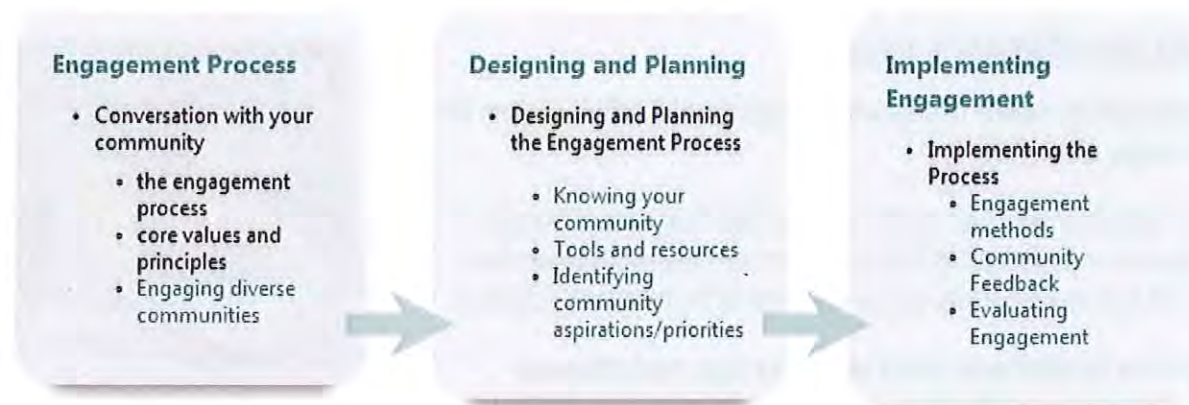 Engagement Process
• Conversation with your
community
• the engagement
process
• core values and
principles
• Engaging diverse
communities
Designing and Planning
• Designing and Planning
the Engagement Process
• Knowing your
community
• Tools and resources
• Identifying
community
aspirations/priorities
Implementing
Engagement
• Implementing the
Process
• Engagement
methods
• Community
Feedback
• Evaluating
Engagement